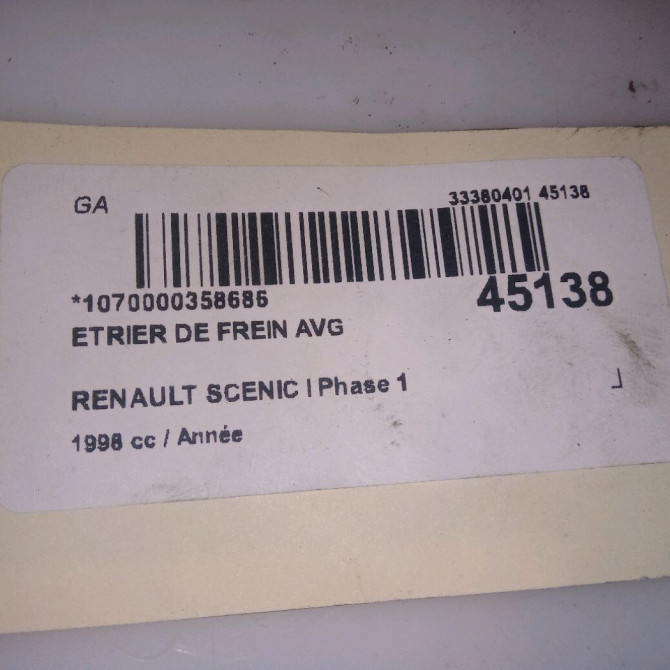 GA
33380401 45138
*1070000358686
45138
ETRIER DE FREIN AVG
RENAULT SCENIC I Phase 1
1998 cc / Année